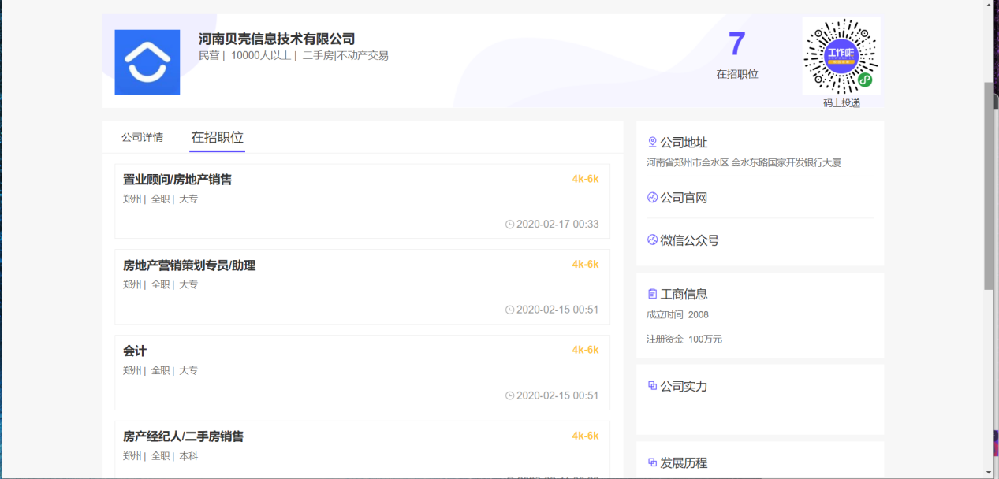 河南贝壳信息技术有限公司
民营 | 10000人以上 | 二手房|不动产交易
7
在招职位
工作啦
码上投递
公司详情
在招职位
置业顾问/房地产销售
4k-6k
郑州 | 全职 | 大专
2020-02-17 00:33
房地产营销策划专员/助理
4k-6k
郑州 | 全职 | 大专
2020-02-15 00:51
会计
4k-6k
郑州 | 全职 | 大专
2020-02-15 00:51
房产经纪人/二手房销售
4k-6k
郑州 | 全职 | 本科
公司地址
河南省郑州市金水区 金水东路国家开发银行大厦
公司官网
微信公众号
工商信息
成立时间 2008
注册资金 100万元
公司实力
发展历程